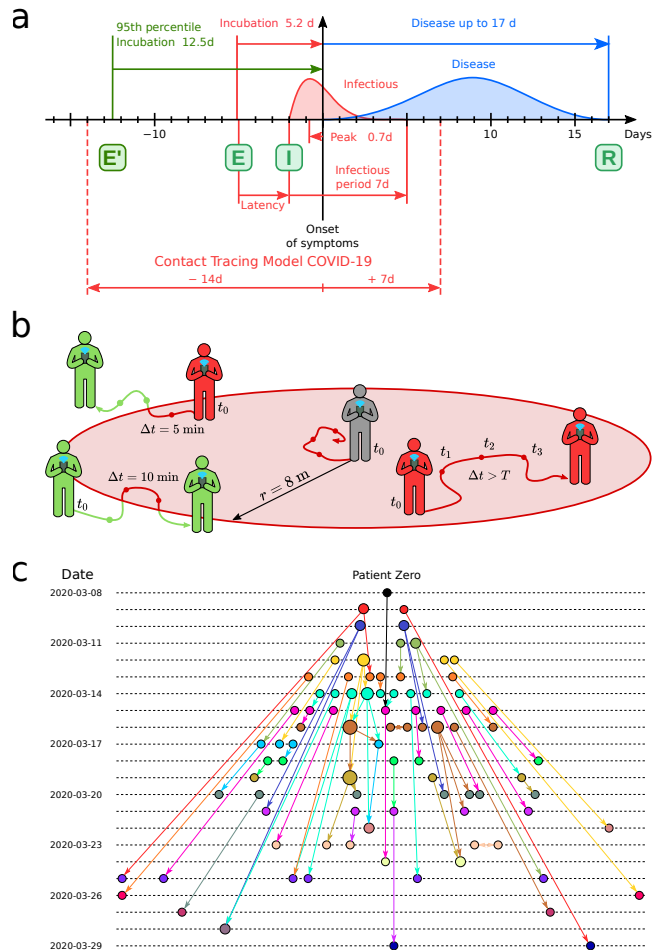 a
95th percentile
Incubation 12.5d
Incubation 5.2 d
Disease up to 17 d
Infectious
Disease
−10
10
15
Days
Peak 0.7d
E'
E
I
R
Latency
Infectious
period 7d
Onset
of symptoms
Contact Tracing Model COVID-19
− 14d
+ 7d
b
t0
Δt = 5 min
t0
t1
t2
t3
Δt > T
t0
Δt = 10 min
t0
r = 8 m
c
Date
Patient Zero
2020-03-08
2020-03-11
2020-03-14
2020-03-17
2020-03-20
2020-03-23
2020-03-26
2020-03-29